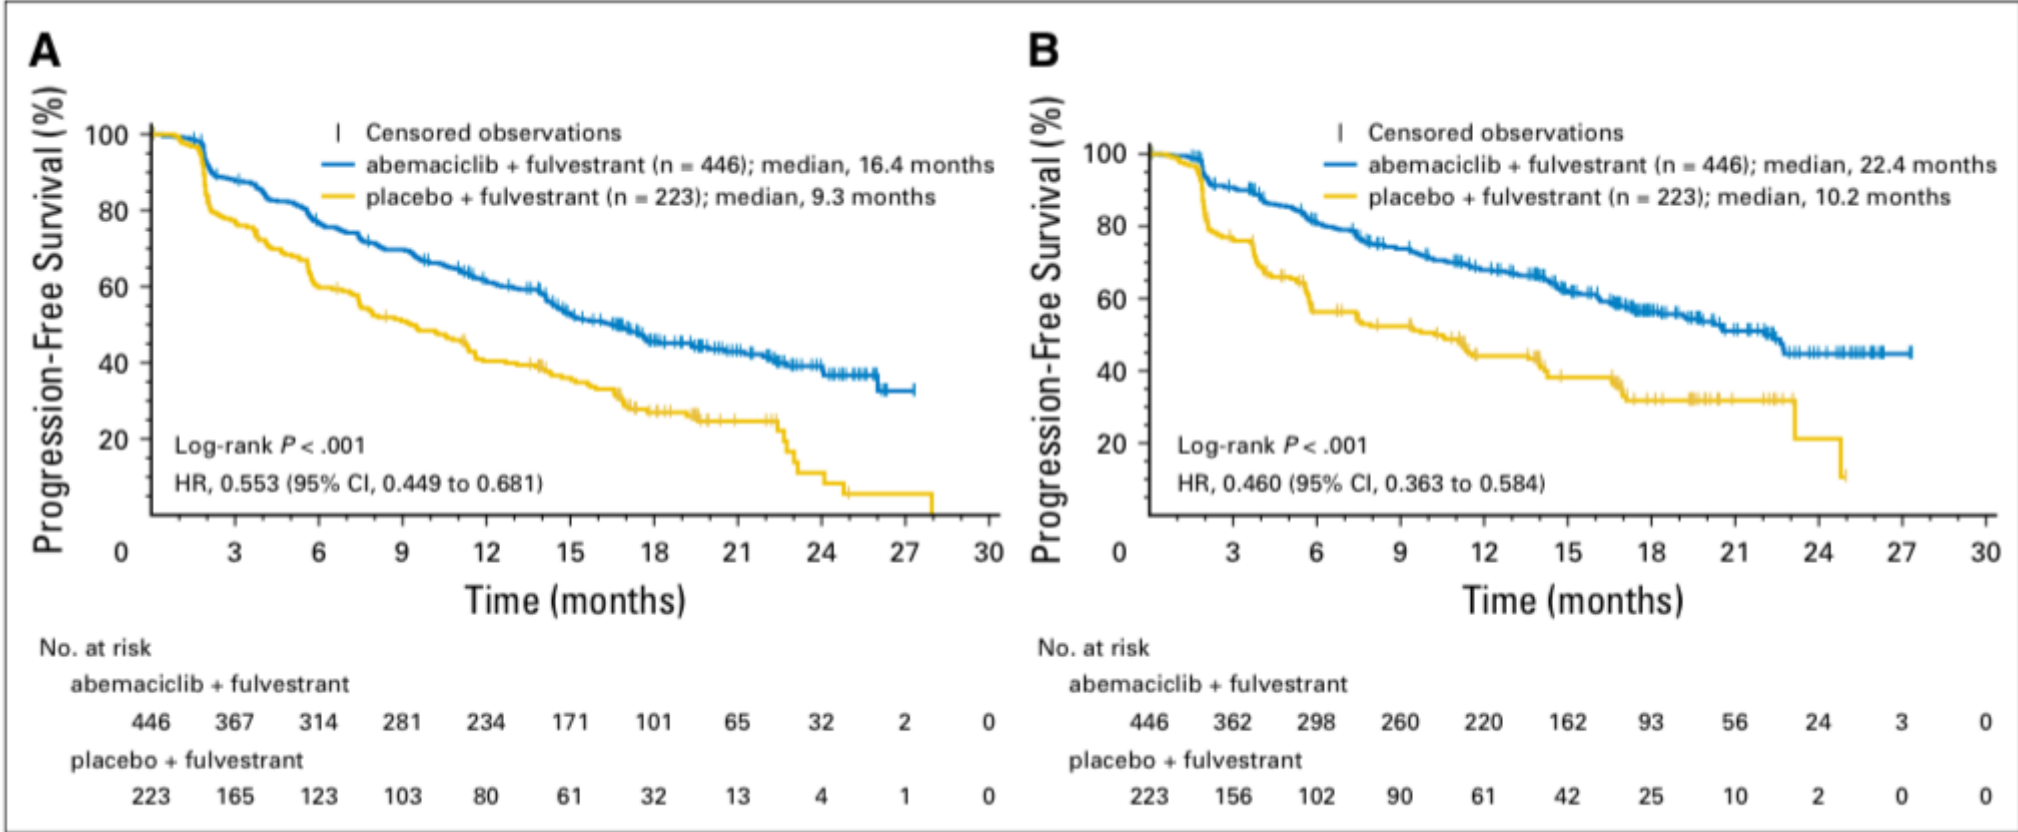 A
Progression-Free Survival (%)
100
80
60
40
20
0
| Censored observations
abemaciclib + fulvestrant (n = 446); median, 16.4 months
placebo + fulvestrant (n = 223); median, 9.3 months
Log-rank P < .001
HR, 0.553 (95% CI, 0.449 to 0.681)
3 6 9 12 15 18 21 24 27 30
Time (months)
No. at risk
abemaciclib + fulvestrant
446 367 314 281 234 171 101 65 32 2 0
placebo + fulvestrant
223 165 123 103 80 61 32 13 4 1 0
B
Progression-Free Survival (%)
100
80
60
40
20
0
| Censored observations
abemaciclib + fulvestrant (n = 446); median, 22.4 months
placebo + fulvestrant (n = 223); median, 10.2 months
Log-rank P < .001
HR, 0.460 (95% CI, 0.363 to 0.584)
3 6 9 12 15 18 21 24 27 30
Time (months)
No. at risk
abemaciclib + fulvestrant
446 362 298 260 220 162 93 56 24 3 0
placebo + fulvestrant
223 156 102 90 61 42 25 10 2 0 0